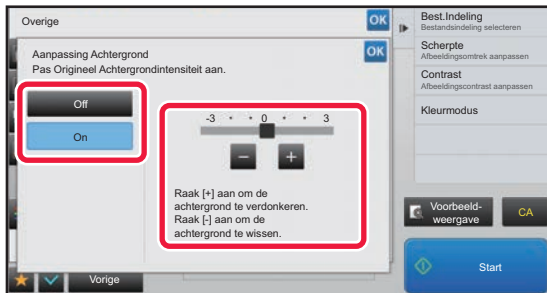 Overige
OK
Aanpassing Achtergrond
OK
Pas Origineel Achtergrondintensiteit aan.
Off
On
-3 • • 0 • • 3
− +
Raak [+] aan om de
achtergrond te verdonkeren.
Raak [-] aan om de
achtergrond te wissen.
Vorige
Best.Indeling
Bestandsindeling selecteren
Scherpte
Afbeeldingsomtrek aanpassen
Contrast
Afbeeldingscontrast aanpassen
Kleurmodus
Voorbeeld-
weergave
CA
Start